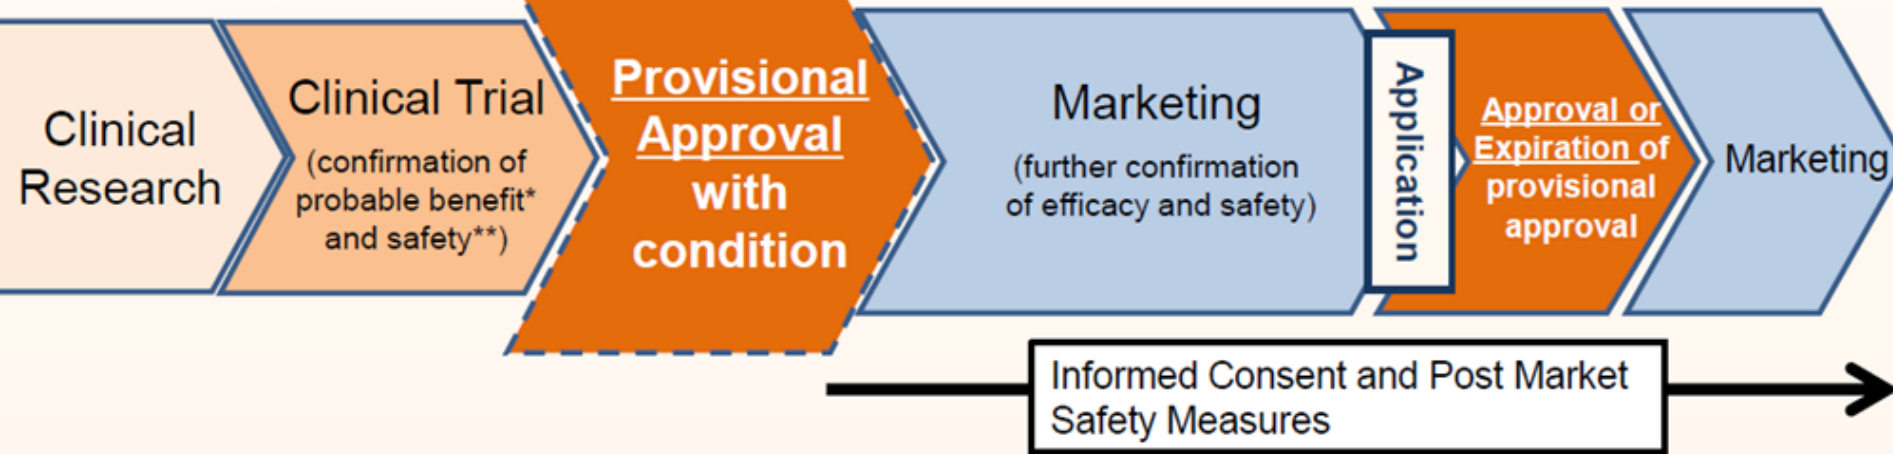 Clinical
Research
Clinical Trial
(confirmation of
probable benefit*
and safety**)
Provisional
Approval
with
condition
Marketing
(further confirmation
of efficacy and safety)
Application
Approval or
Expiration of
provisional
approval
Marketing
Informed Consent and Post Market
Safety Measures